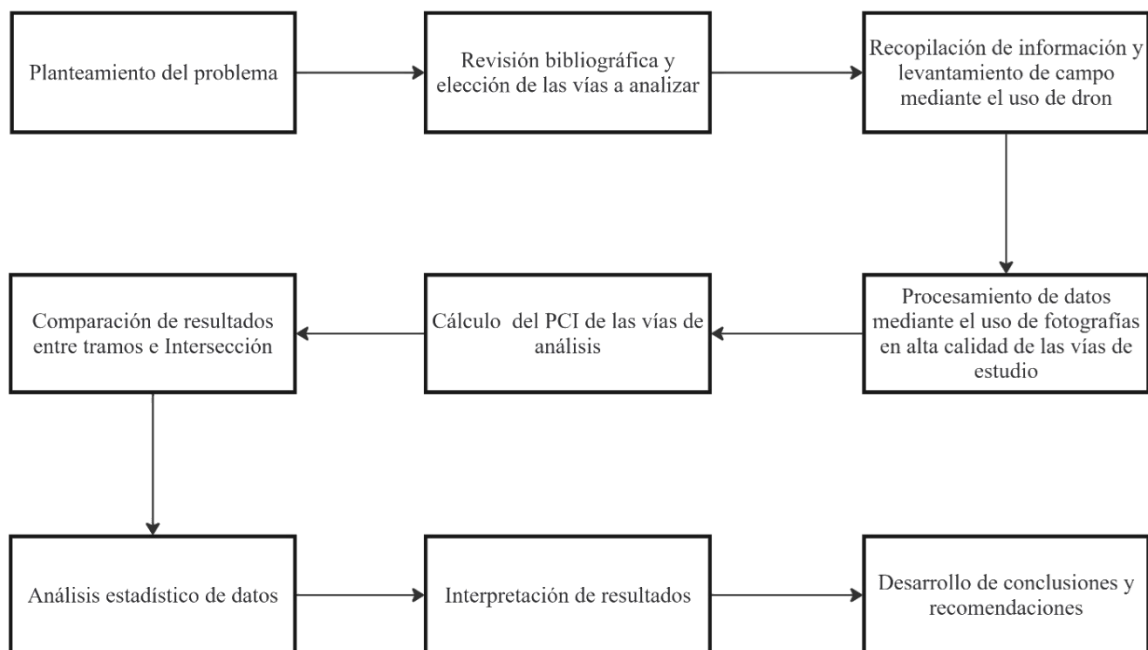 Planteamiento del problema
Revisión bibliográfica y
elección de las vías a analizar
Recopilación de información y
levantamiento de campo
mediante el uso de dron
Procesamiento de datos
mediante el uso de fotografías
en alta calidad de las vías de
estudio
Cálculo del PCI de las vías de
análisis
Comparación de resultados
entre tramos e Intersección
Análisis estadístico de datos
Interpretación de resultados
Desarrollo de conclusiones y
recomendaciones